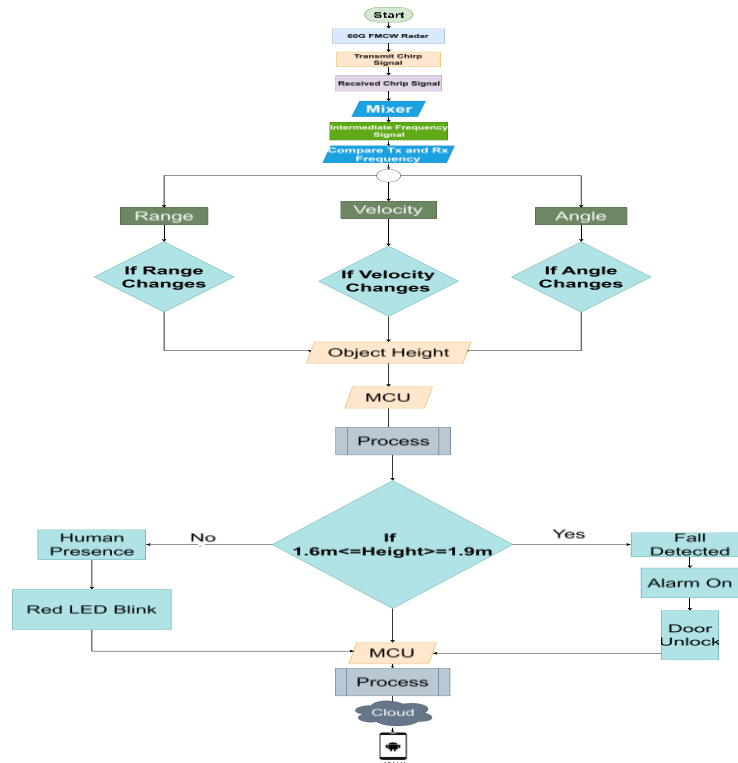 Start
60G FMCW Radar
Transmit Chirp
Signal
Received Chrip Signal
Mixer
Intermediate Frequency
Signal
Compare Tx and Rx
Frequency
Range
Velocity
Angle
If Range
Changes
If Velocity
Changes
If Angle
Changes
Object Height
MCU
Process
If
1.6m<=Height>=1.9m
No
Yes
Human
Presence
Red LED Blink
Fall
Detected
Alarm On
Door
Unlock
MCU
Process
Cloud